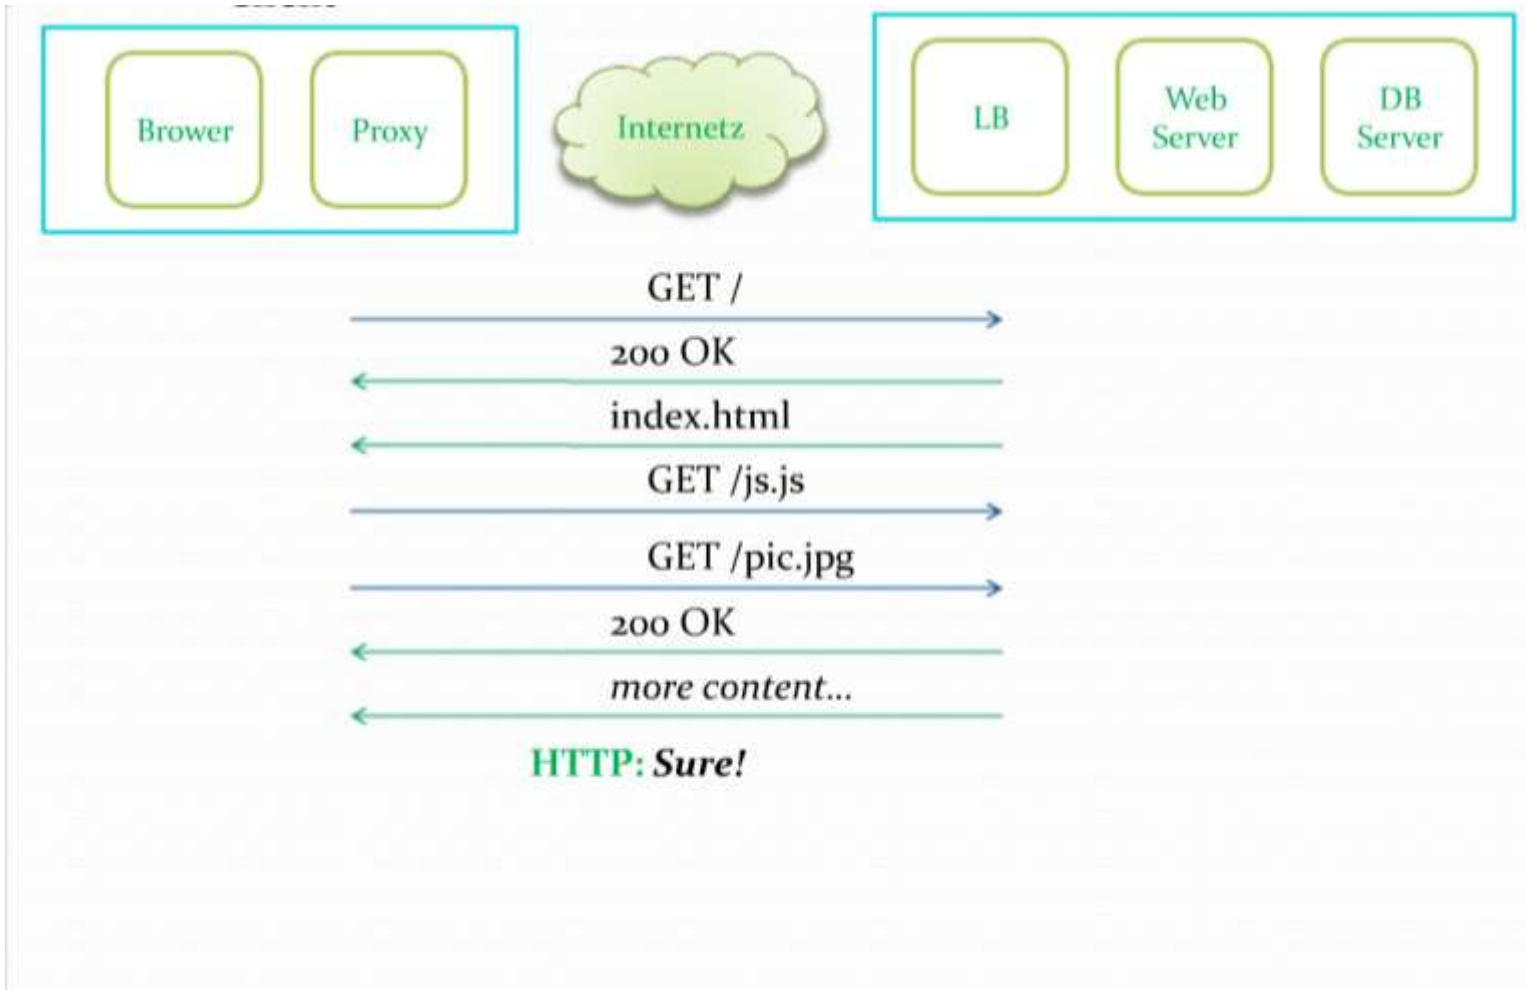 Brower
Proxy
Internetz
LB
Web
Server
DB
Server
GET /
200 OK
index.html
GET /js.js
GET /pic.jpg
200 OK
more content...
HTTP: Sure!